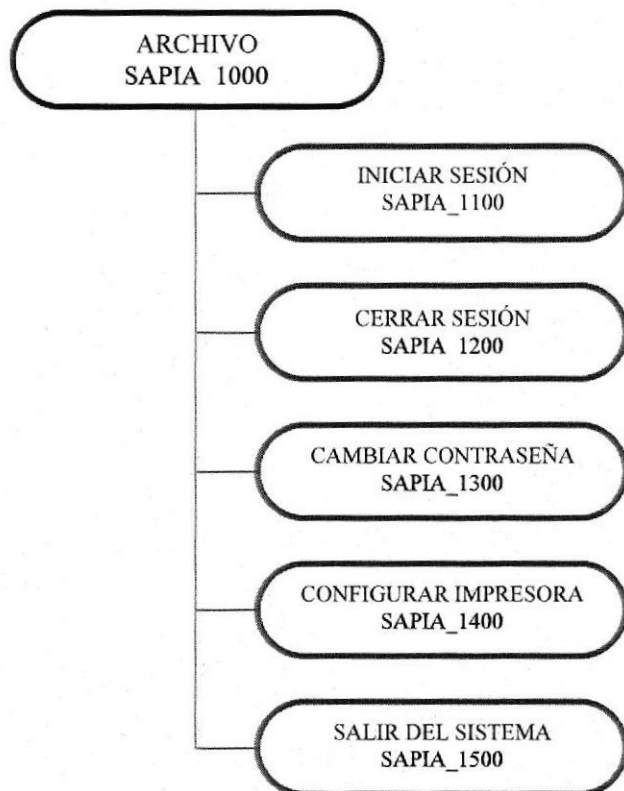 ARCHIVO
SAPIA 1000
INICIAR SESIÓN
SAPIA_1100
CERRAR SESIÓN
SAPIA 1200
CAMBIAR CONTRASEÑA
SAPIA_1300
CONFIGURAR IMPRESORA
SAPIA_1400
SALIR DEL SISTEMA
SAPIA_1500